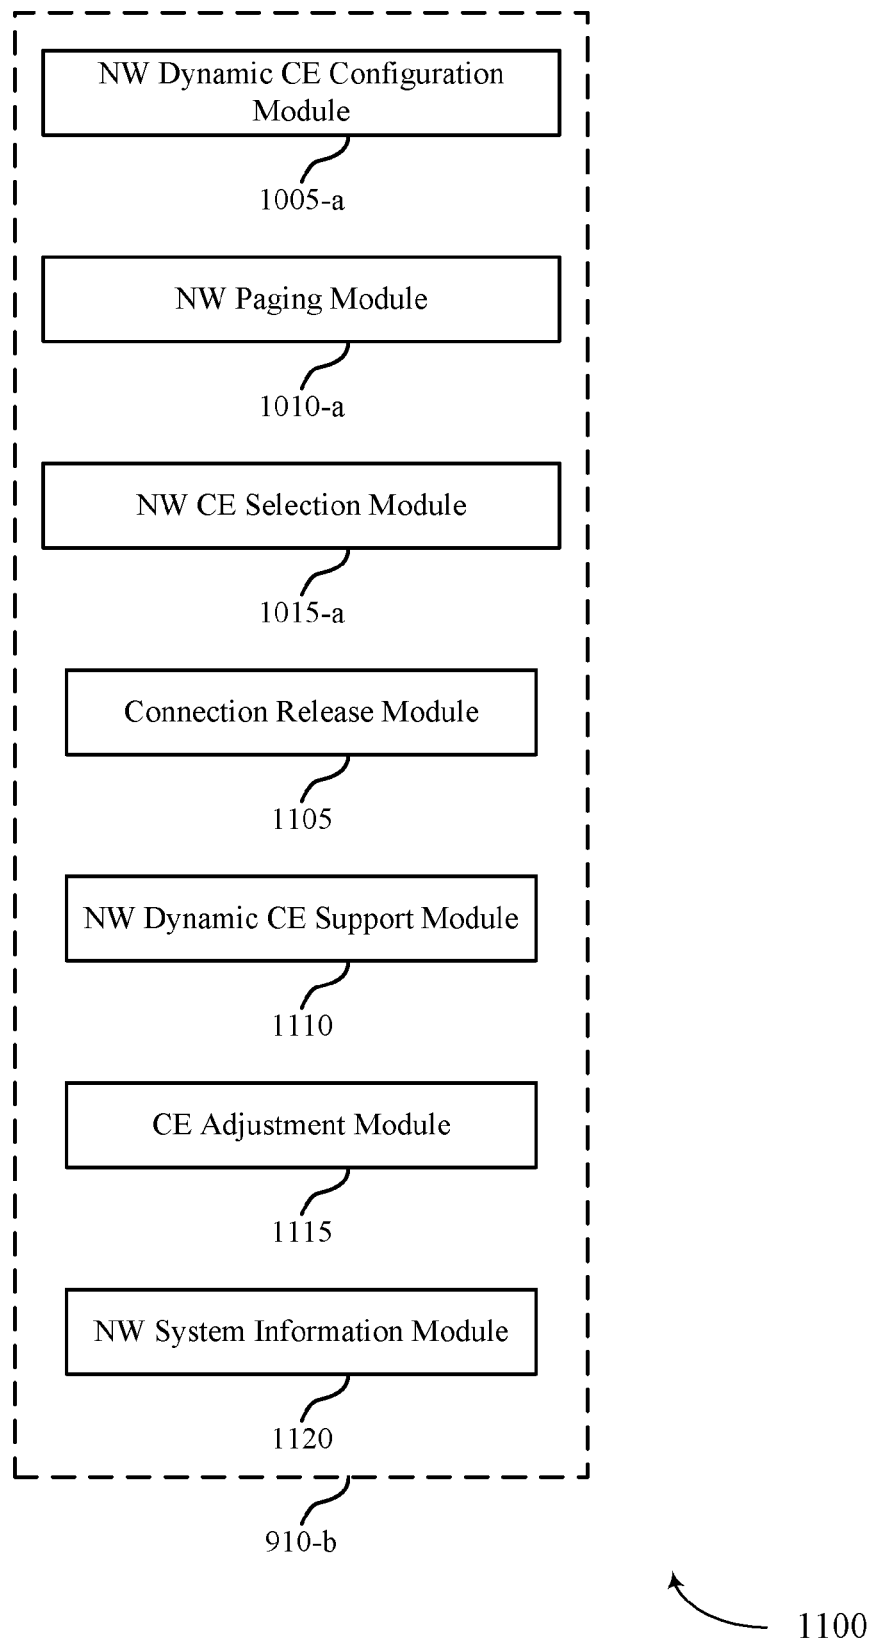 NW Dynamic CE Configuration
Module
1005-a
NW Paging Module
1010-a
NW CE Selection Module
1015-a
Connection Release Module
1105
NW Dynamic CE Support Module
1110
CE Adjustment Module
1115
NW System Information Module
1120
910-b
1100